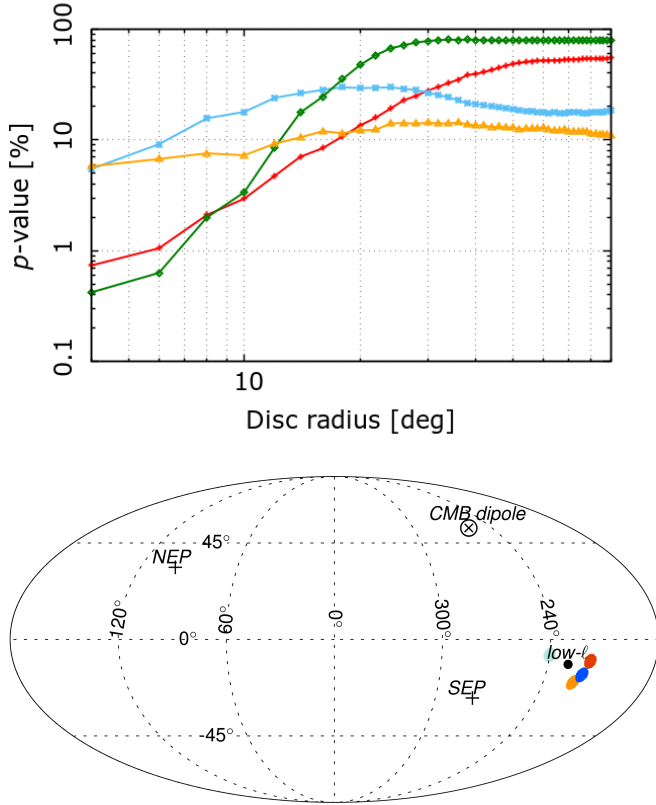 100
10
1
0.1
p-value [%]
10
Disc radius [deg]
CMB dipole
45°
NEP
120°
60°
0°
300°
240°
0°
low-ℓ
SEP
-45°